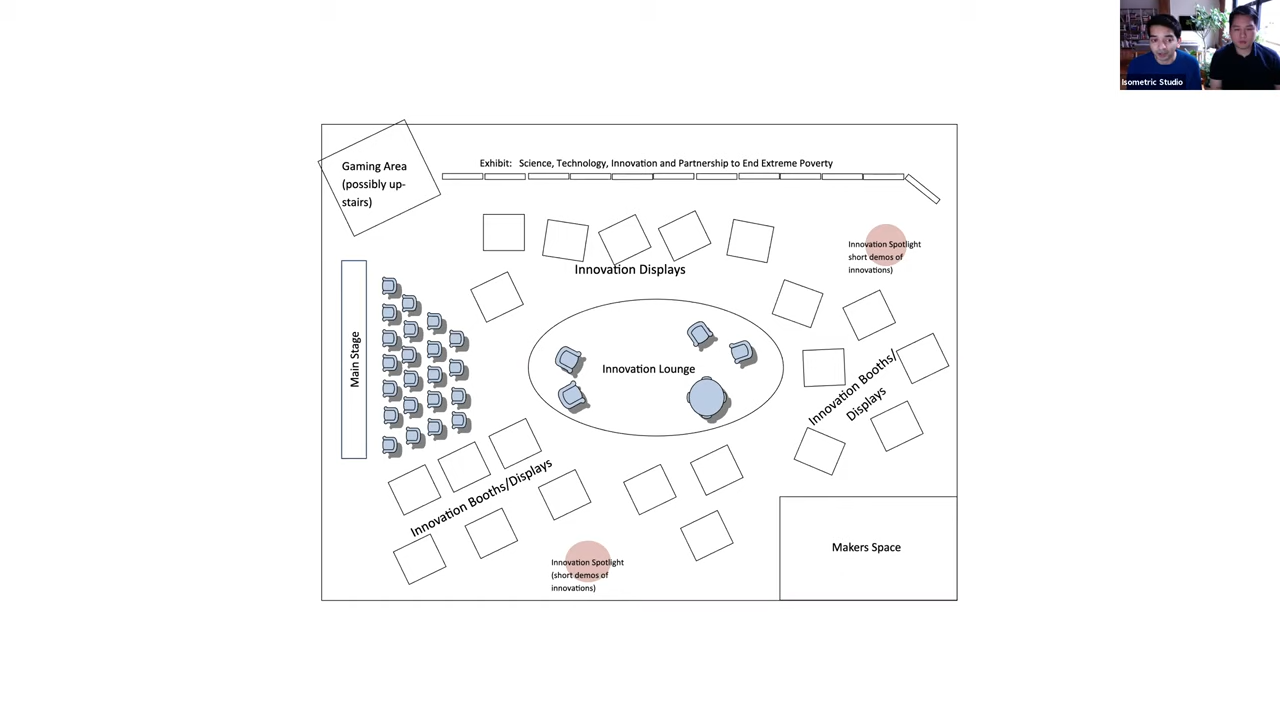 Isometric Studio
Exhibit: Science, Technology, Innovation and Partnership to End Extreme Poverty
Gaming Area
(possibly up-
stairs)
Innovation Spotlight
short demos of
innovations)
Innovation Displays
Main Stage
Innovation Lounge
Innovation Booths/
Displays
Innovation Booths/Displays
Makers Space
Innovation Spotlight
(short demos of
innovations)